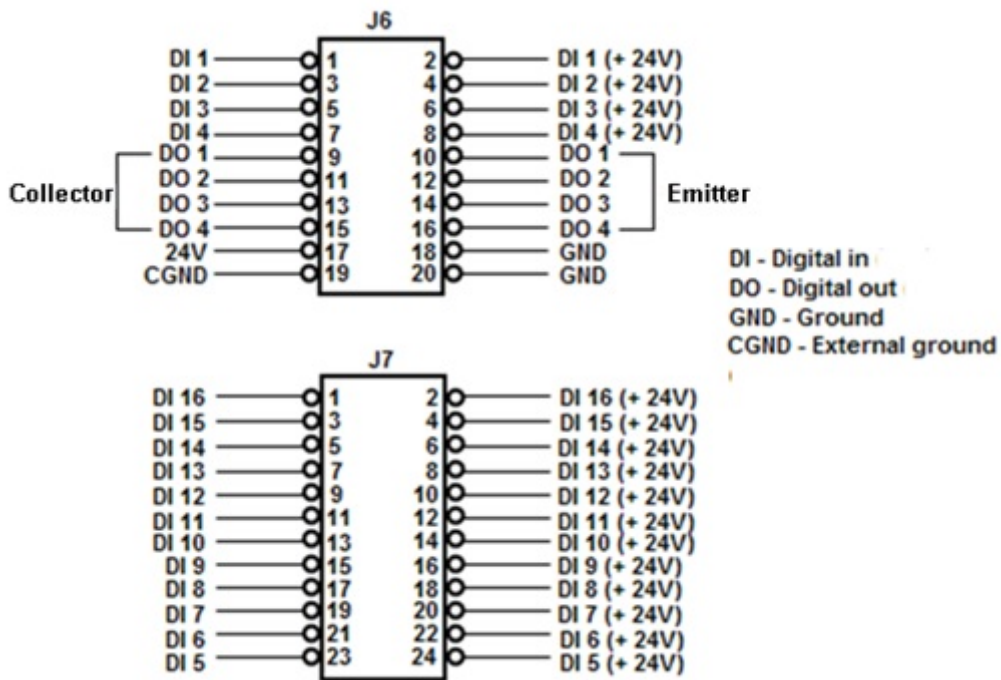 J6
DI 1 1 2 DI 1 (+ 24V)
DI 2 3 4 DI 2 (+ 24V)
DI 3 5 6 DI 3 (+ 24V)
DI 4 7 8 DI 4 (+ 24V)
DO 1 9 10 DO 1
DO 2 11 12 DO 2
Collector Emitter
DO 3 13 14 DO 3
DO 4 15 16 DO 4
24V 17 18 GND
CGND 19 20 GND
DI - Digital in
DO - Digital out
GND - Ground
CGND - External ground
J7
DI 16 1 2 DI 16 (+ 24V)
DI 15 3 4 DI 15 (+ 24V)
DI 14 5 6 DI 14 (+ 24V)
DI 13 7 8 DI 13 (+ 24V)
DI 12 9 10 DI 12 (+ 24V)
DI 11 11 12 DI 11 (+ 24V)
DI 10 13 14 DI 10 (+ 24V)
DI 9 15 16 DI 9 (+ 24V)
DI 8 17 18 DI 8 (+ 24V)
DI 7 19 20 DI 7 (+ 24V)
DI 6 21 22 DI 6 (+ 24V)
DI 5 23 24 DI 5 (+ 24V)